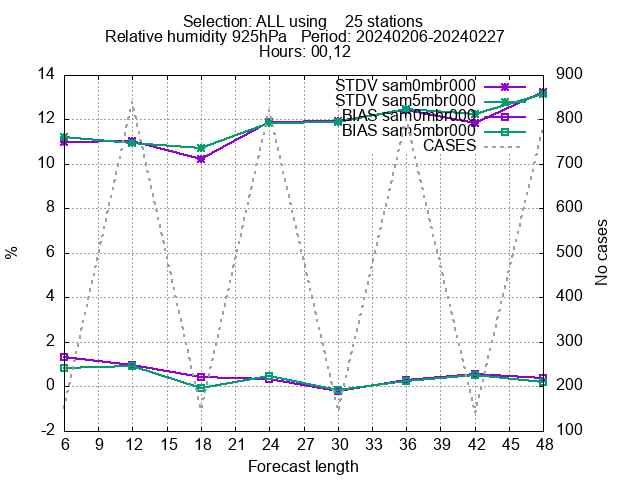 Selection: ALL using    25 stations
Relative humidity 925hPa   Period: 20240206-20240227
Hours: 00,12
STDV sam0mbr000
STDV sam5mbr000
BIAS sam0mbr000
BIAS sam5mbr000
CASES
14
12
10
8
6
4
2
0
-2
%
900
800
700
600
500
400
300
200
100
No cases
6 9 12 15 18 21 24 27 30 33 36 39 42 45 48
Forecast length